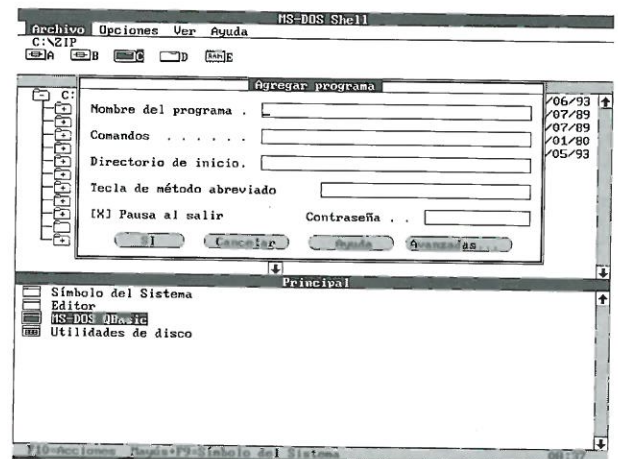 MS-DOS Shell
Archivo Opciones Ver Ayuda
C:\ZIP
A B C D E
Agregar programa
C:
Nombre del programa .
Comandos . . . . . .
Directorio de inicio.
Tecla de método abreviado
[X] Pausa al salir Contraseña . .
SI Cancelar Ayuda Avanzadas...
/06/93
/07/89
/07/89
/01/80
/05/93
Principal
Símbolo del Sistema
Editor
MS-DOS QBasic
Utilidades de disco
F10=Acciones Mayús+F9=Símbolo del Sistema